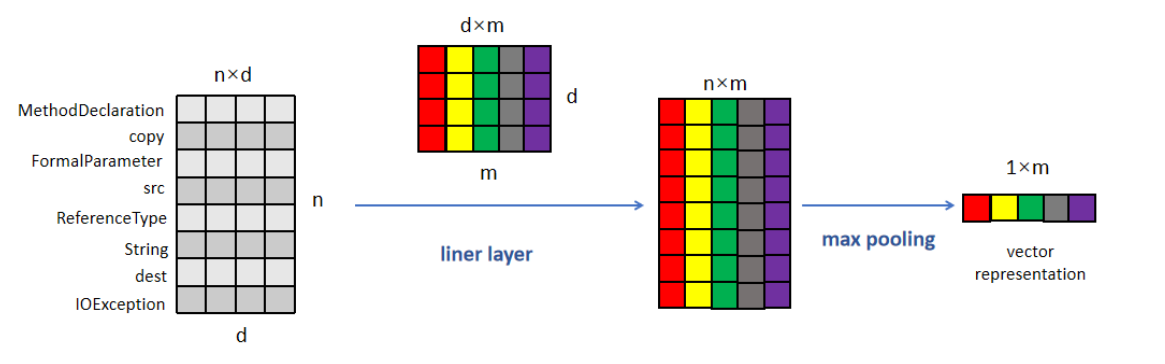 n×d
MethodDeclaration
copy
FormalParameter
src
ReferenceType
String
dest
IOException
n
d
d×m
d
m
liner layer
n×m
max pooling
1×m
vector
representation